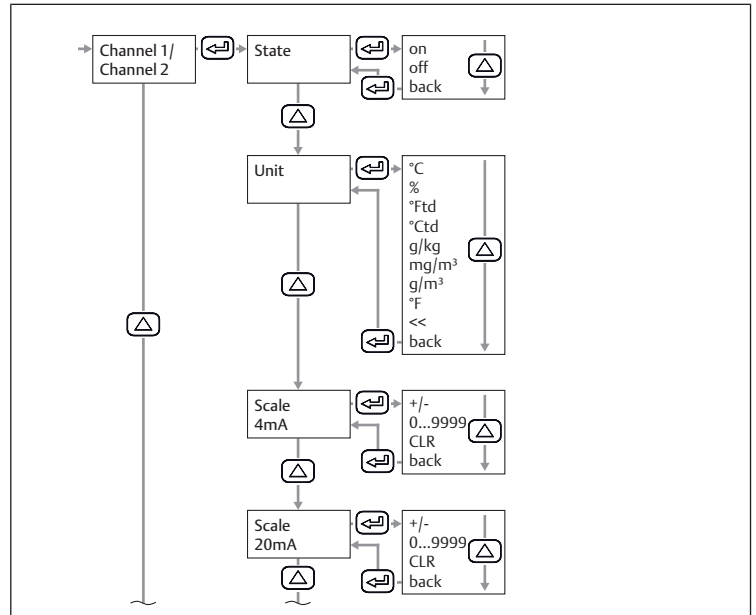 Channel 1/
Channel 2
State
on
off
back
Unit
°C
%
°Ftd
°Ctd
g/kg
mg/m³
g/m³
°F
<<
back
Scale
4mA
+/-
0...9999
CLR
back
Scale
20mA
+/-
0...9999
CLR
back